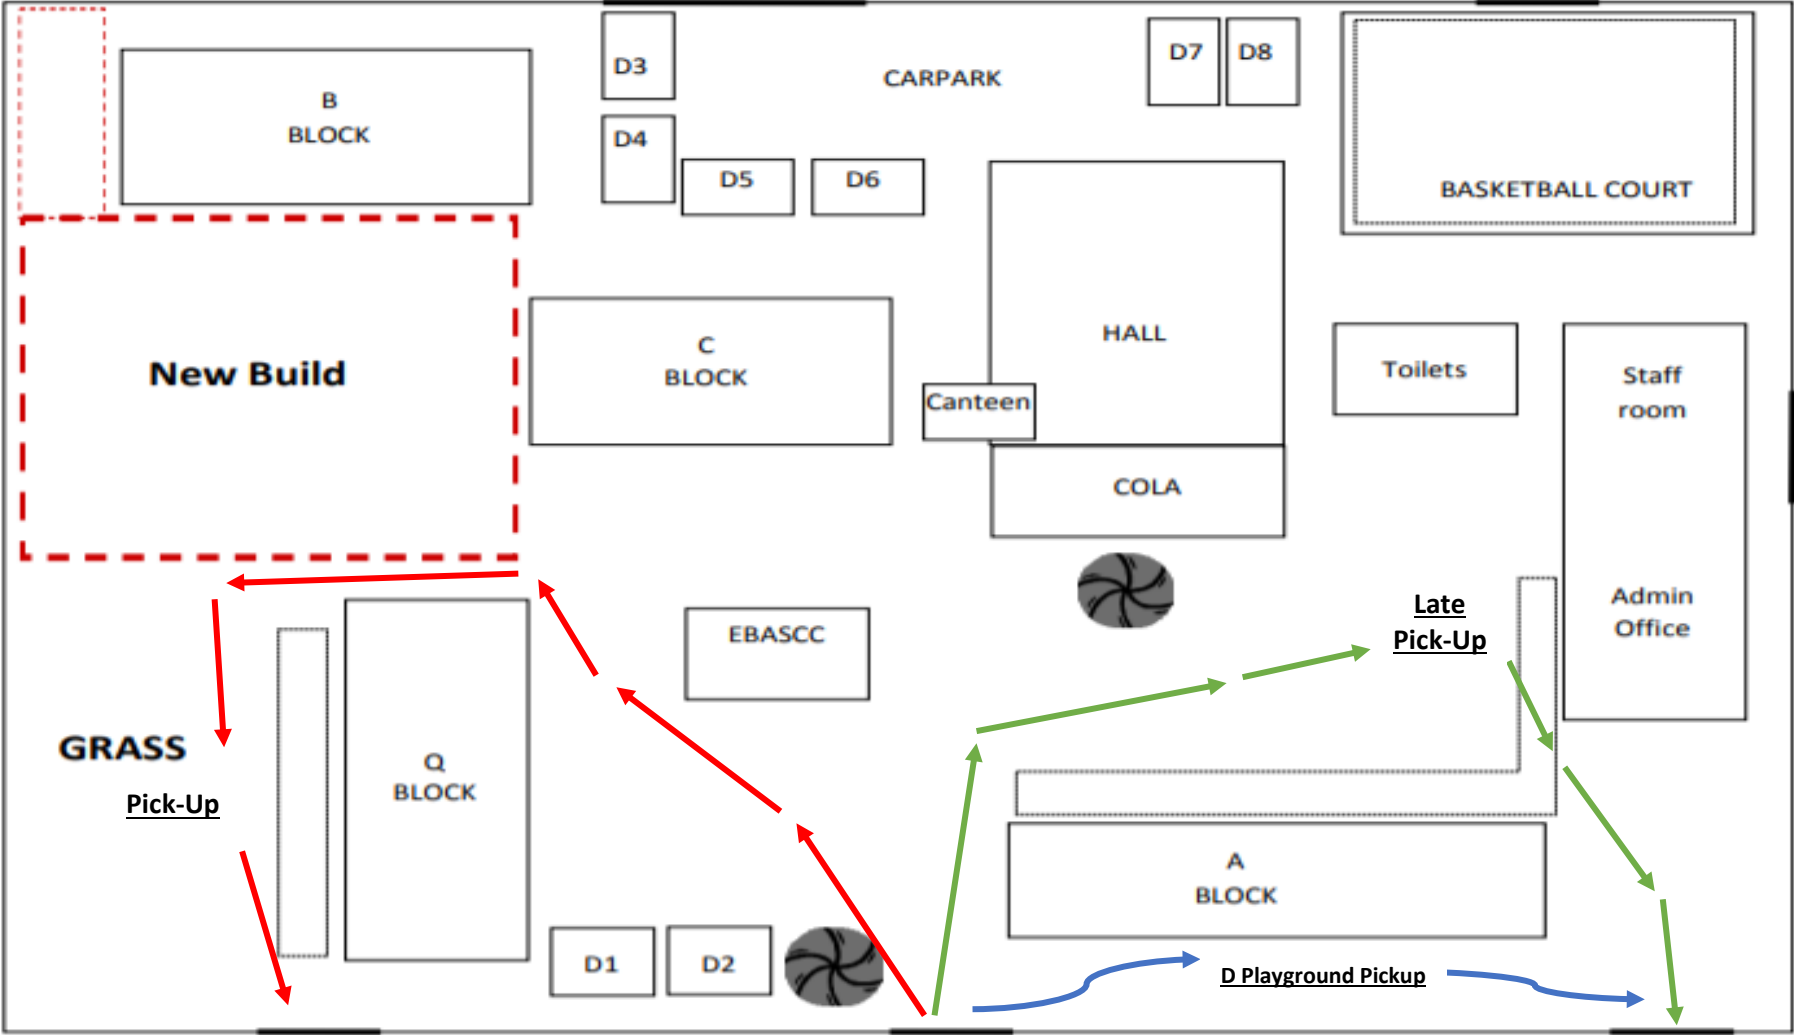 D3
D7
D8
CARPARK
B
BLOCK
D4
D5
D6
BASKETBALL COURT
HALL
C
BLOCK
New Build
Canteen
Toilets
Staff
room
COLA
Late
Pick-Up
Admin
Office
EBASCC
GRASS
Pick-Up
Q
BLOCK
A
BLOCK
D1
D2
D Playground Pickup